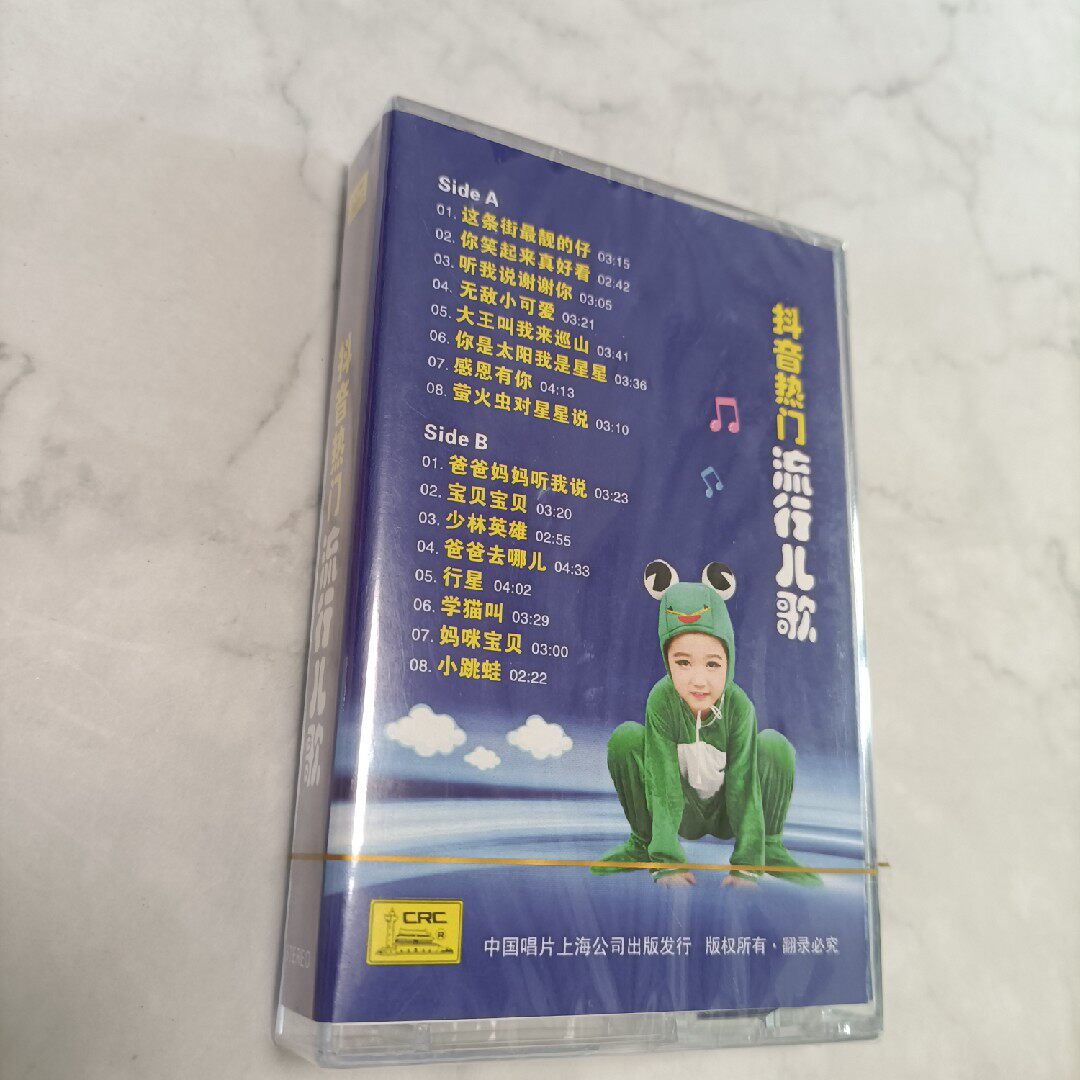 Side A
01. 这条街最靓的仔 03:15
02. 你笑起来真好看 02:42
03. 听我说谢谢你 03:05
04. 无敌小可爱 03:21
05. 大王叫我来巡山 03:41
06. 你是太阳我是星星 03:36
07. 感恩有你 04:13
08. 萤火虫对星星说 03:10
Side B
01. 爸爸妈妈听我说 03:23
02. 宝贝宝贝 03:20
03. 少林英雄 02:55
04. 爸爸去哪儿 04:33
05. 行星 04:02
06. 学猫叫 03:29
07. 妈咪宝贝 03:00
08. 小跳蛙 02:22
抖音热门流行儿歌
抖音热门流行儿歌
CRC
®
中国唱片上海公司出版发行 版权所有·翻录必究
STEREO